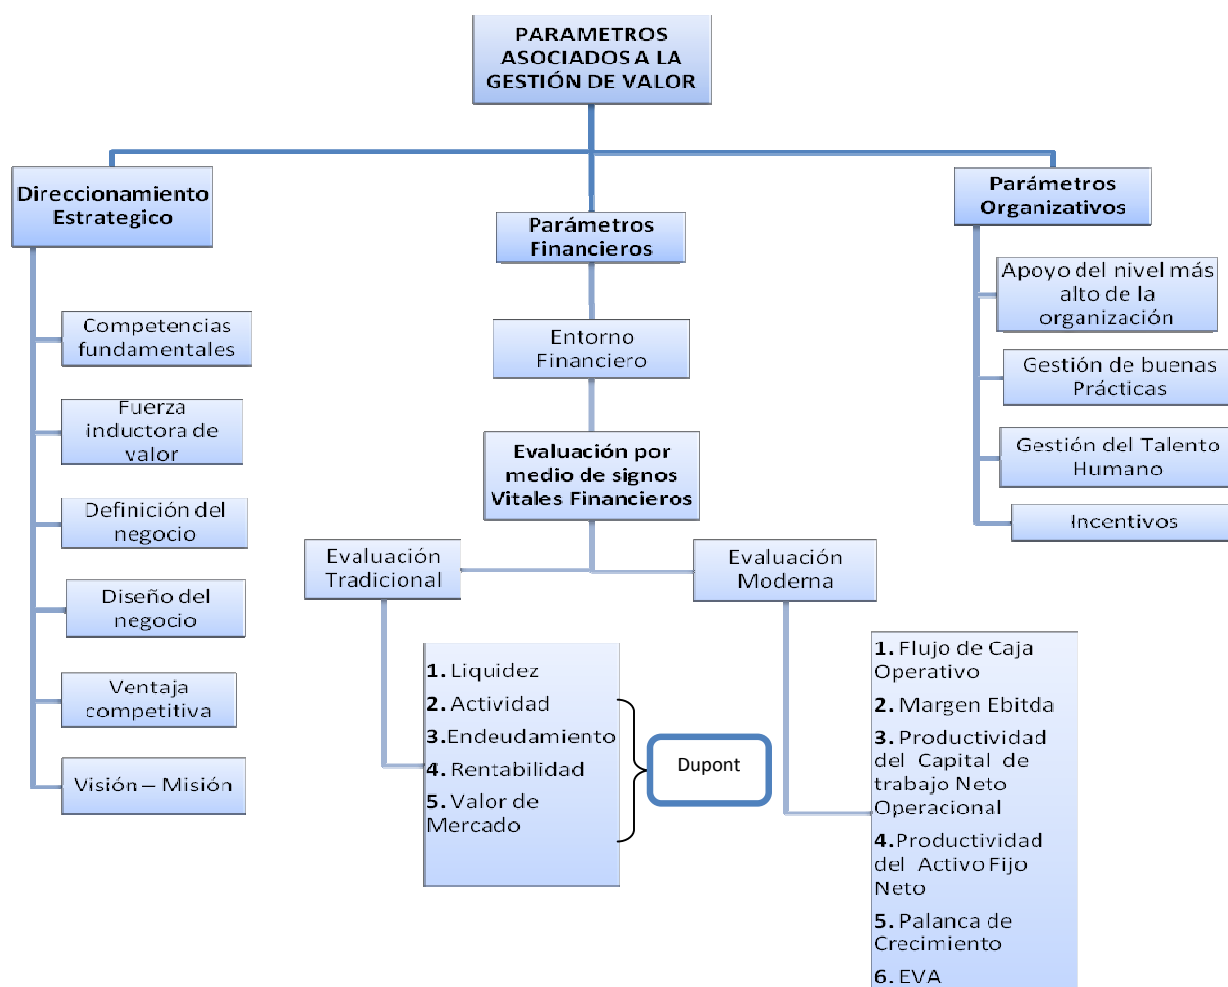 PARAMETROS
ASOCIADOS A LA
GESTIÓN DE VALOR
Direccionamiento
Estrategico
Competencias
fundamentales
Fuerza
inductora de
valor
Definición del
negocio
Diseño del
negocio
Ventaja
competitiva
Visión – Misión
Parámetros
Financieros
Entorno
Financiero
Evaluación por
medio de signos
Vitales Financieros
Evaluación
Tradicional
1. Liquidez
2. Actividad
3.Endeudamiento
4. Rentabilidad
5. Valor de
Mercado
Dupont
Evaluación
Moderna
1. Flujo de Caja
Operativo
2. Margen Ebitda
3. Productividad
del Capital de
trabajo Neto
Operacional
4.Productividad
del Activo Fijo
Neto
5. Palanca de
Crecimiento
6. EVA
Parámetros
Organizativos
Apoyo del nivel más
alto de la
organización
Gestión de buenas
Prácticas
Gestión del Talento
Humano
Incentivos